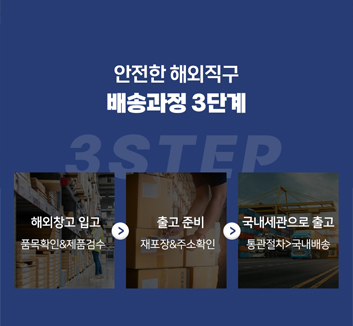 안전한 해외직구
배송과정 3단계
3STEP
해외창고 입고
품목확인&제품검수
출고 준비
재포장&주소확인
국내세관으로 출고
통관절차>국내배송